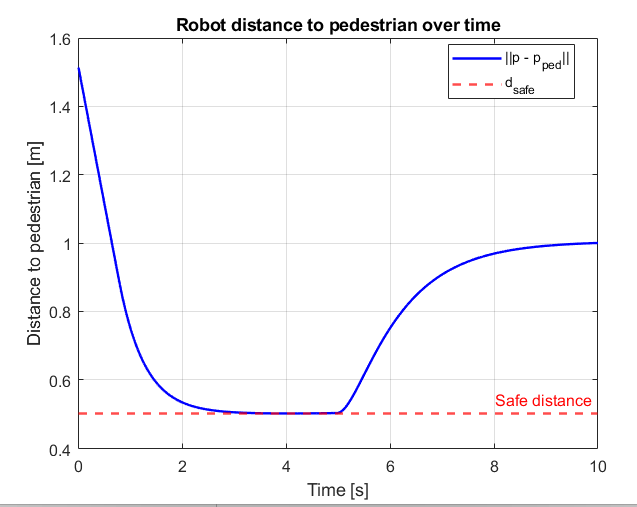 Robot distance to pedestrian over time
||p - p_ped||
d_safe
Distance to pedestrian [m]
1.6
1.4
1.2
1
0.8
0.6
0.4
Safe distance
0
2
4
6
8
10
Time [s]